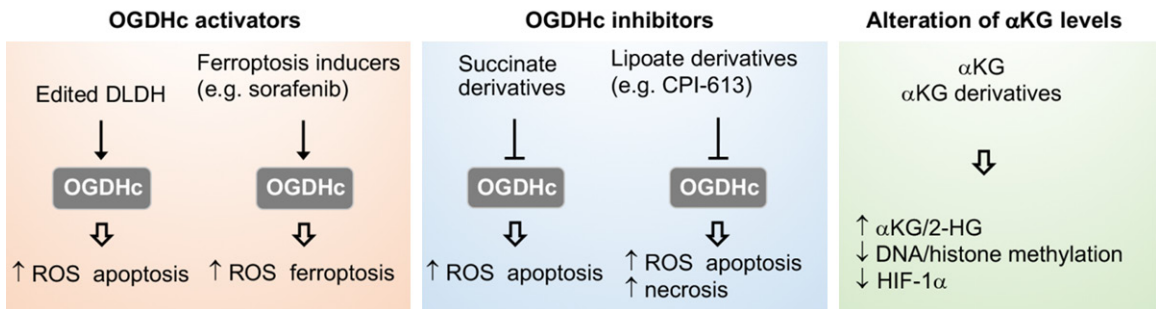 OGDHc activators
Edited DLDH
Ferroptosis inducers
(e.g. sorafenib)
OGDHc
OGDHc
↑ ROS apoptosis
↑ ROS ferroptosis
OGDHc inhibitors
Succinate
derivatives
Lipoate derivatives
(e.g. CPI-613)
OGDHc
OGDHc
↑ ROS apoptosis
↑ ROS apoptosis
↑ necrosis
Alteration of αKG levels
αKG
αKG derivatives
↑ αKG/2-HG
↓ DNA/histone methylation
↓ HIF-1α